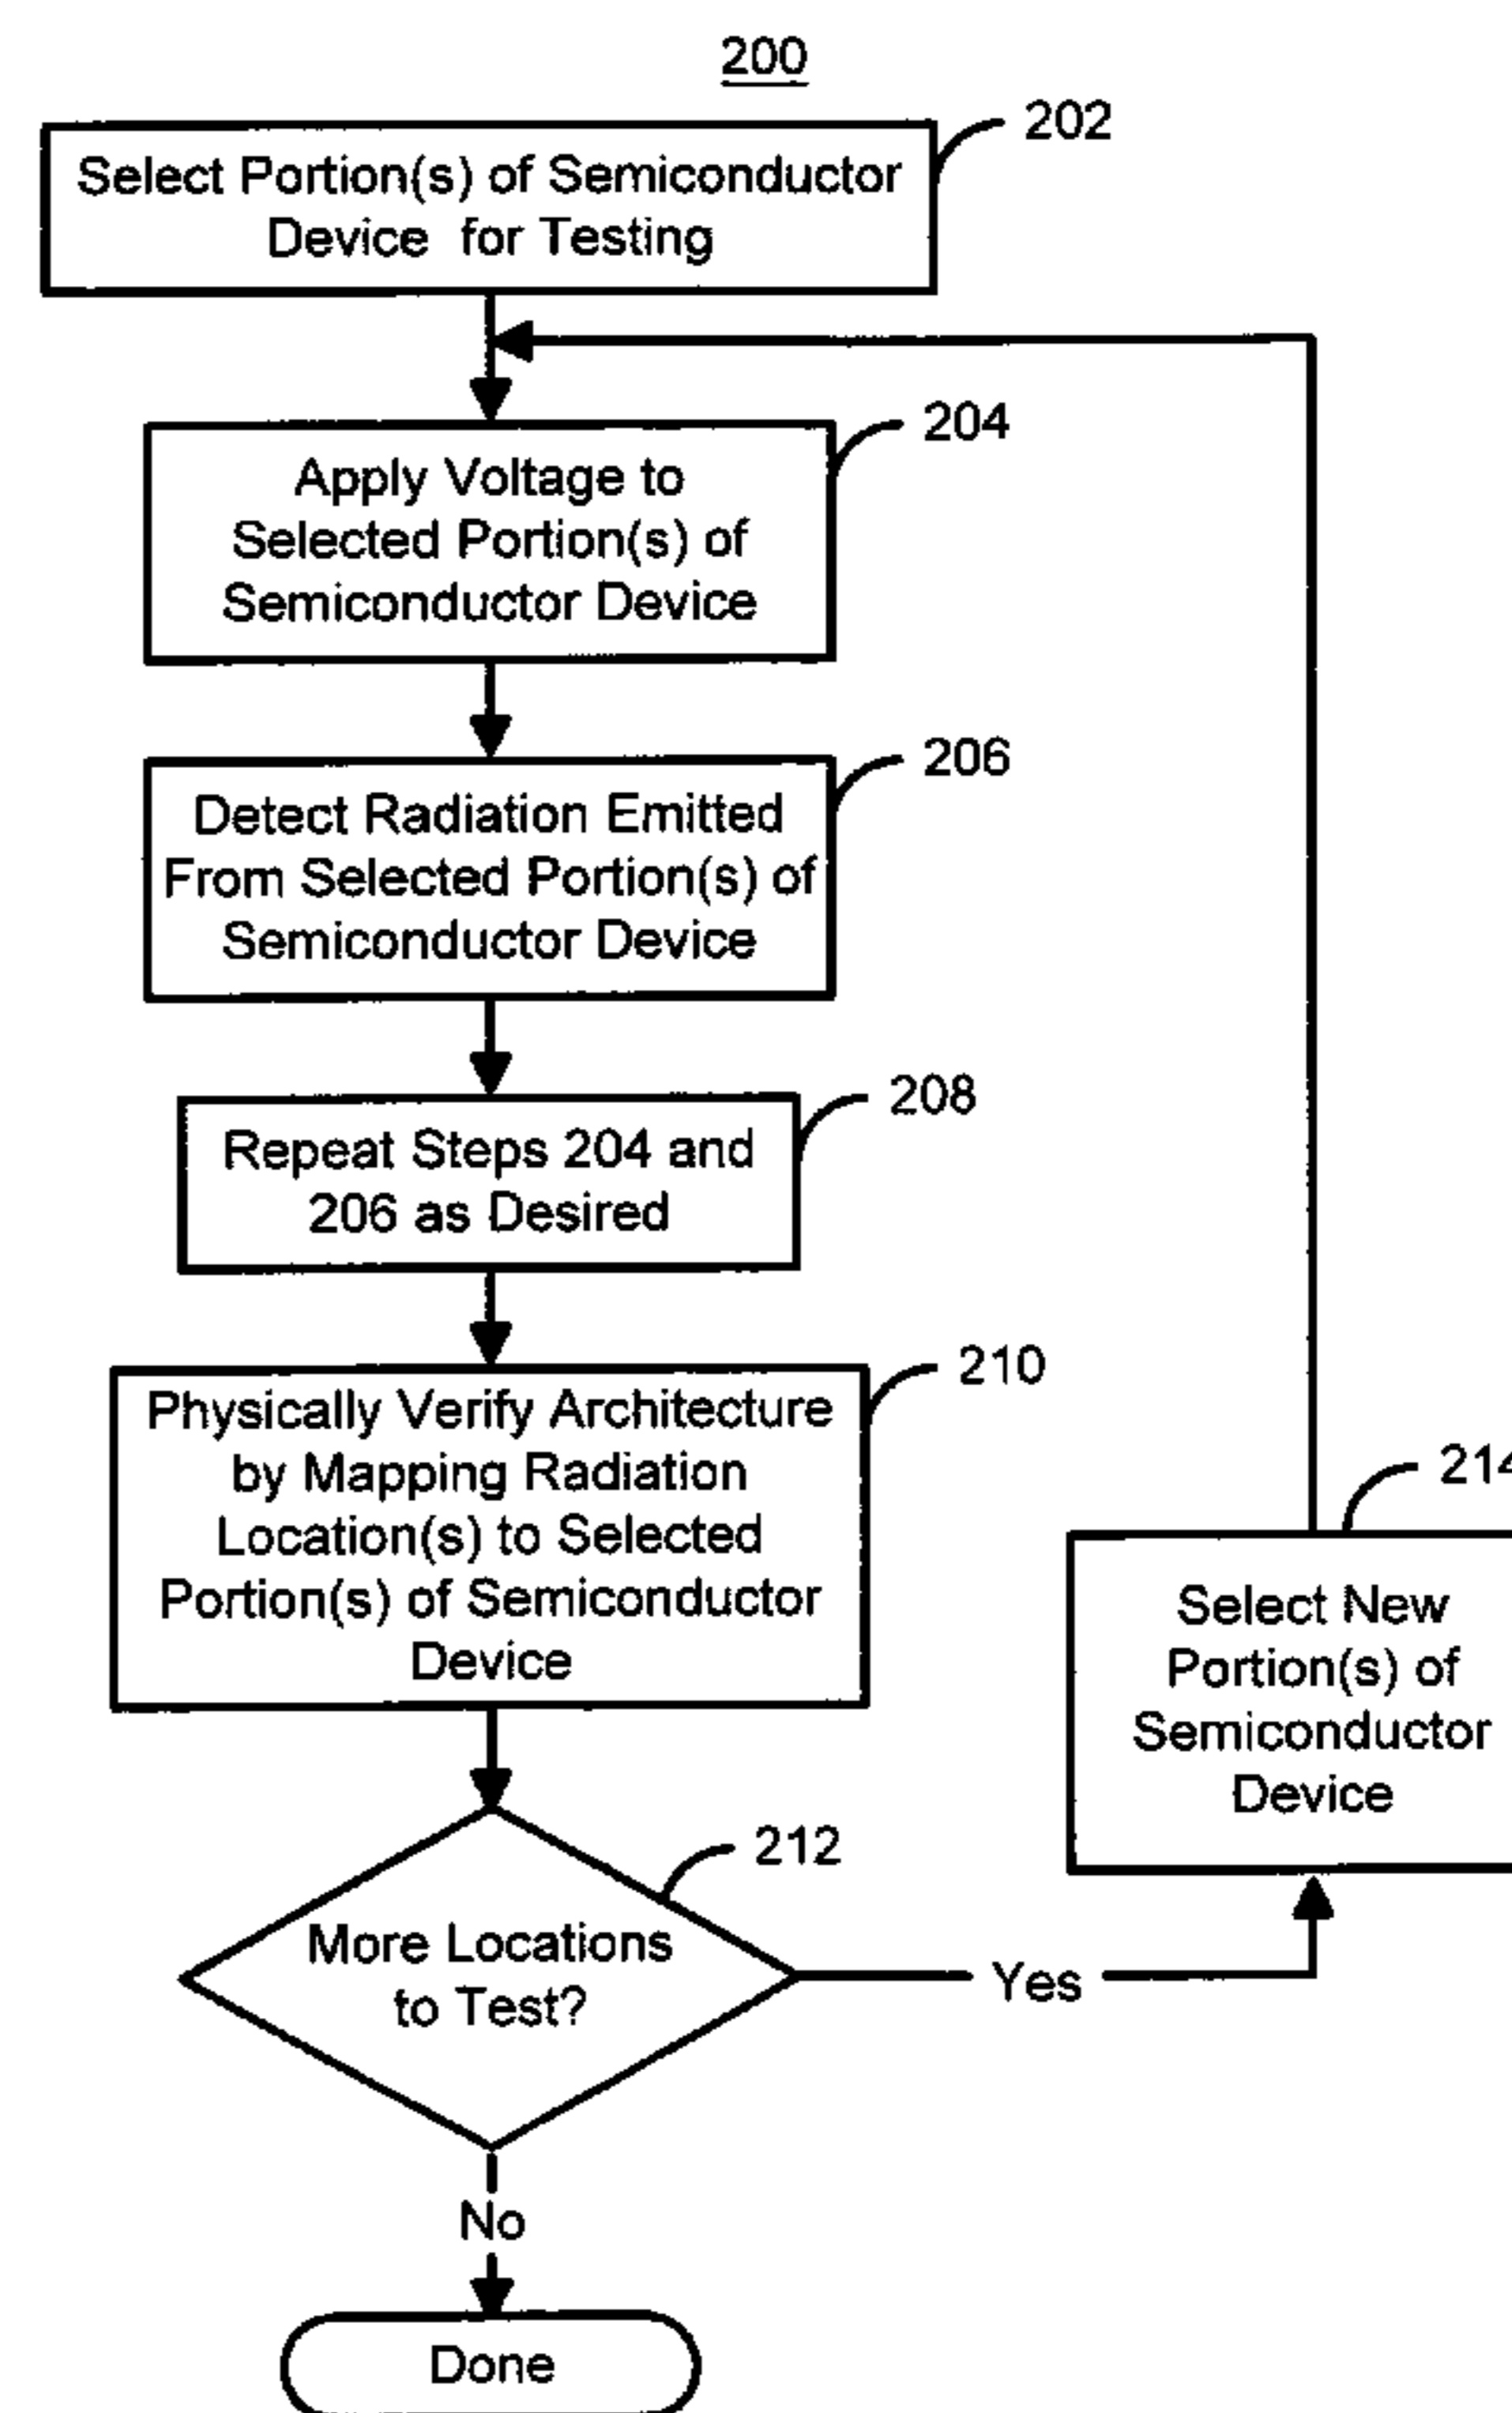 200
202
Select Portion(s) of Semiconductor
Device for Testing
204
Apply Voltage to
Selected Portion(s) of
Semiconductor Device
206
Detect Radiation Emitted
From Selected Portion(s) of
Semiconductor Device
208
Repeat Steps 204 and
206 as Desired
210
Physically Verify Architecture
by Mapping Radiation
Location(s) to Selected
Portion(s) of Semiconductor
Device
214
Select New
Portion(s) of
Semiconductor
Device
212
More Locations
to Test?
Yes
No
Done